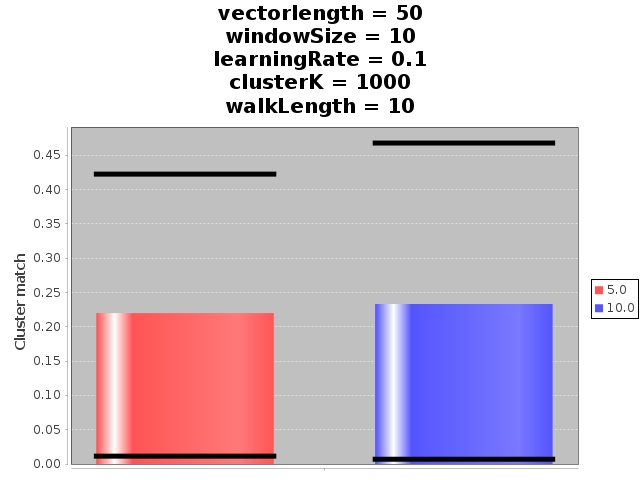 vectorlength = 50
windowSize = 10
learningRate = 0.1
clusterK = 1000
walkLength = 10
0.45
0.40
0.35
0.30
0.25
0.20
0.15
0.10
0.05
0.00
Cluster match
5.0
10.0